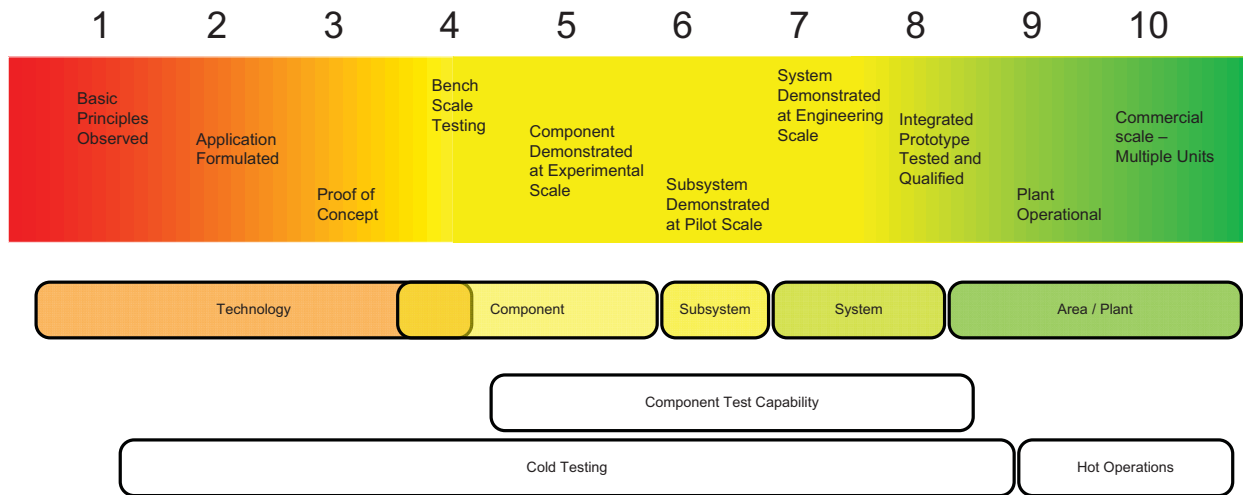 1 2 3 4 5 6 7 8 9 10
Basic
Principles
Observed
Application
Formulated
Proof of
Concept
Bench
Scale
Testing
Component
Demonstrated
at Experimental
Scale
Subsystem
Demonstrated
at Pilot Scale
System
Demonstrated
at Engineering
Scale
Integrated
Prototype
Tested and
Qualified
Plant
Operational
Commercial
scale –
Multiple Units
Technology
Component
Subsystem
System
Area / Plant
Component Test Capability
Cold Testing
Hot Operations